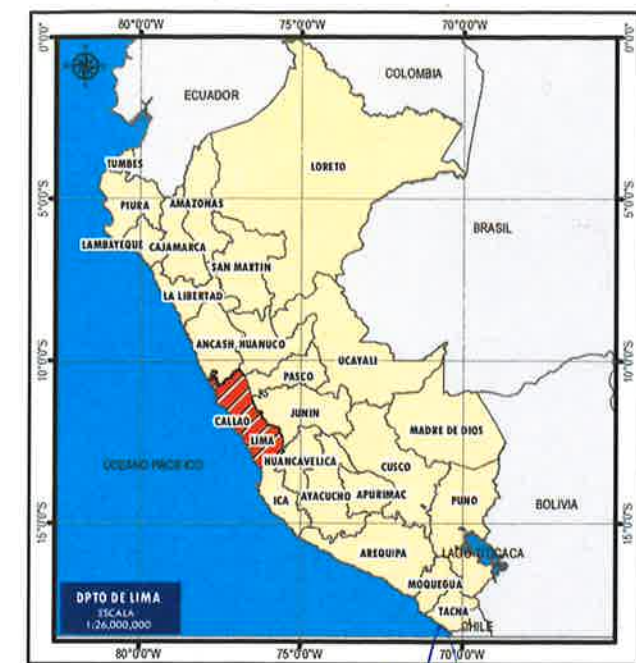 80°0'0"W 75°0'0"W 70°0'0"W
0°0'0"
0°0'0"
COLOMBIA
ECUADOR
TUMBES
LORETO
5°0'0"S
5°0'0"S
PIURA AMAZONAS
BRASIL
LAMBAYEQUE CAJAMARCA
SAN MARTIN
LA LIBERTAD
ANCASH HUANUCO
UCAYALI
10°0'0"S
10°0'0"S
PASCO
JUNIN
CALLAO
MADRE DE DIOS
LIMA
OCEANO PACIFICO
HUANCAVELICA
CUSCO
ICA AYACUCHO APURIMAC
PUNO
BOLIVIA
15°0'0"S
15°0'0"S
AREQUIPA
LAGO TITICACA
MOQUEGUA
DPTO DE LIMA
ESCALA
1:26,000,000
TACNA
CHILE
80°0'0"W 75°0'0"W 70°0'0"W